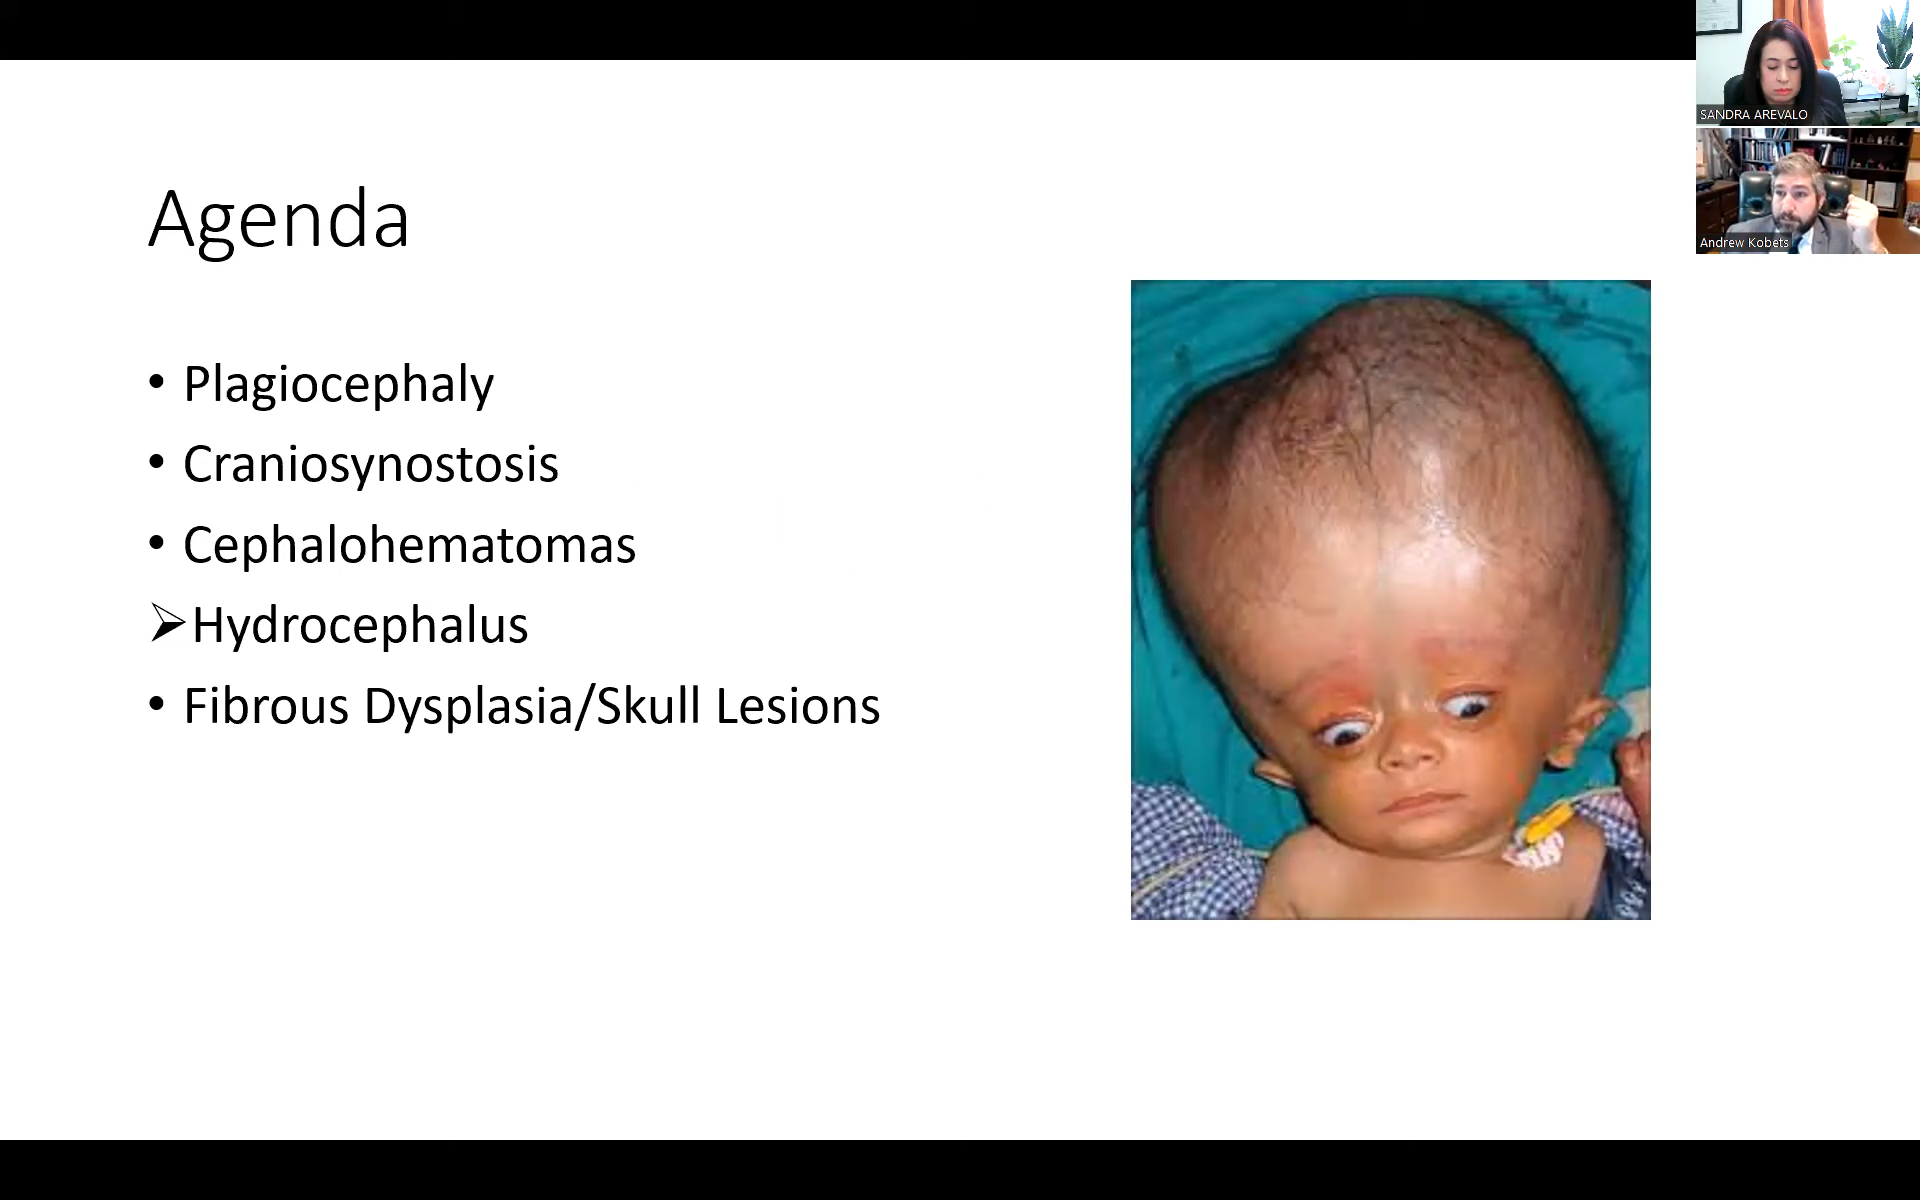 SANDRA AREVALO
Andrew Kobets
Agenda
• Plagiocephaly
• Craniosynostosis
• Cephalohematomas
➢Hydrocephalus
• Fibrous Dysplasia/Skull Lesions